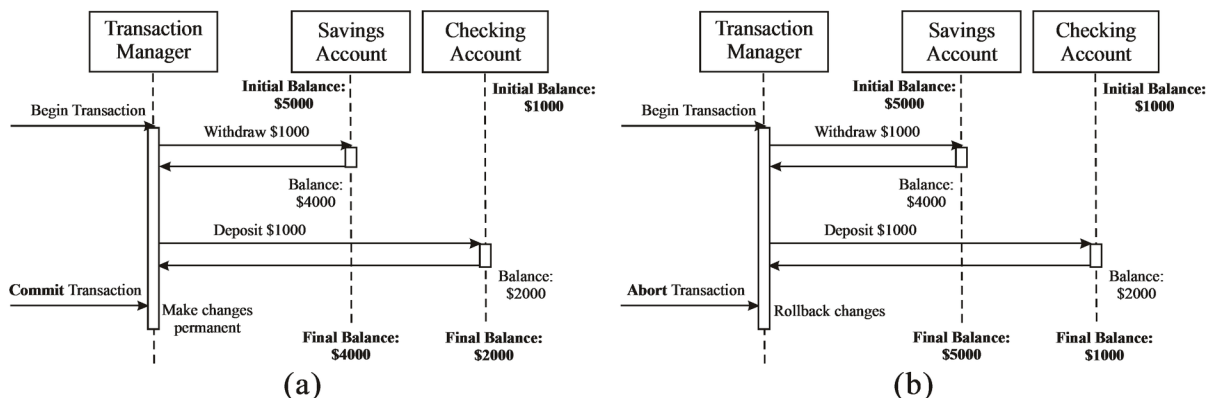 Transaction
Manager
Savings
Account
Checking
Account
Initial Balance:
$5000
Initial Balance:
$1000
Begin Transaction
Withdraw $1000
Balance:
$4000
Deposit $1000
Balance:
$2000
Commit Transaction
Make changes
permanent
Final Balance:
$4000
Final Balance:
$2000
(a)
Transaction
Manager
Savings
Account
Checking
Account
Initial Balance:
$5000
Initial Balance:
$1000
Begin Transaction
Withdraw $1000
Balance:
$4000
Deposit $1000
Balance:
$2000
Abort Transaction
Rollback changes
Final Balance:
$5000
Final Balance:
$1000
(b)